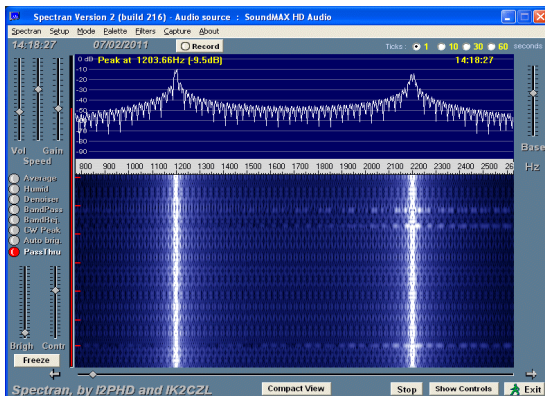 Spectran Version 2 (build 216) - Audio source : SoundMAX HD Audio
Spectran Setup Mode Palette Filters Capture About
14:18:27 07/02/2011 Record Ticks : 1 10 30 60 seconds
0 dB Peak at 1203.66Hz (-9.5dB) 14:18:27
-10
-20
-30
-40
-50
-60
-70
-80
-90
Vol Gain
Speed
Base
800 900 1000 1100 1200 1300 1400 1500 1600 1700 1800 1900 2000 2100 2200 2300 2400 2500 26
Hz
Average
Humid
Denoiser
BandPass
BandRej
CW Peak
Auto brig.
PassThru
Brigh Contr
Freeze
Spectran, by I2PHD and IK2CZL Compact View Stop Show Controls Exit